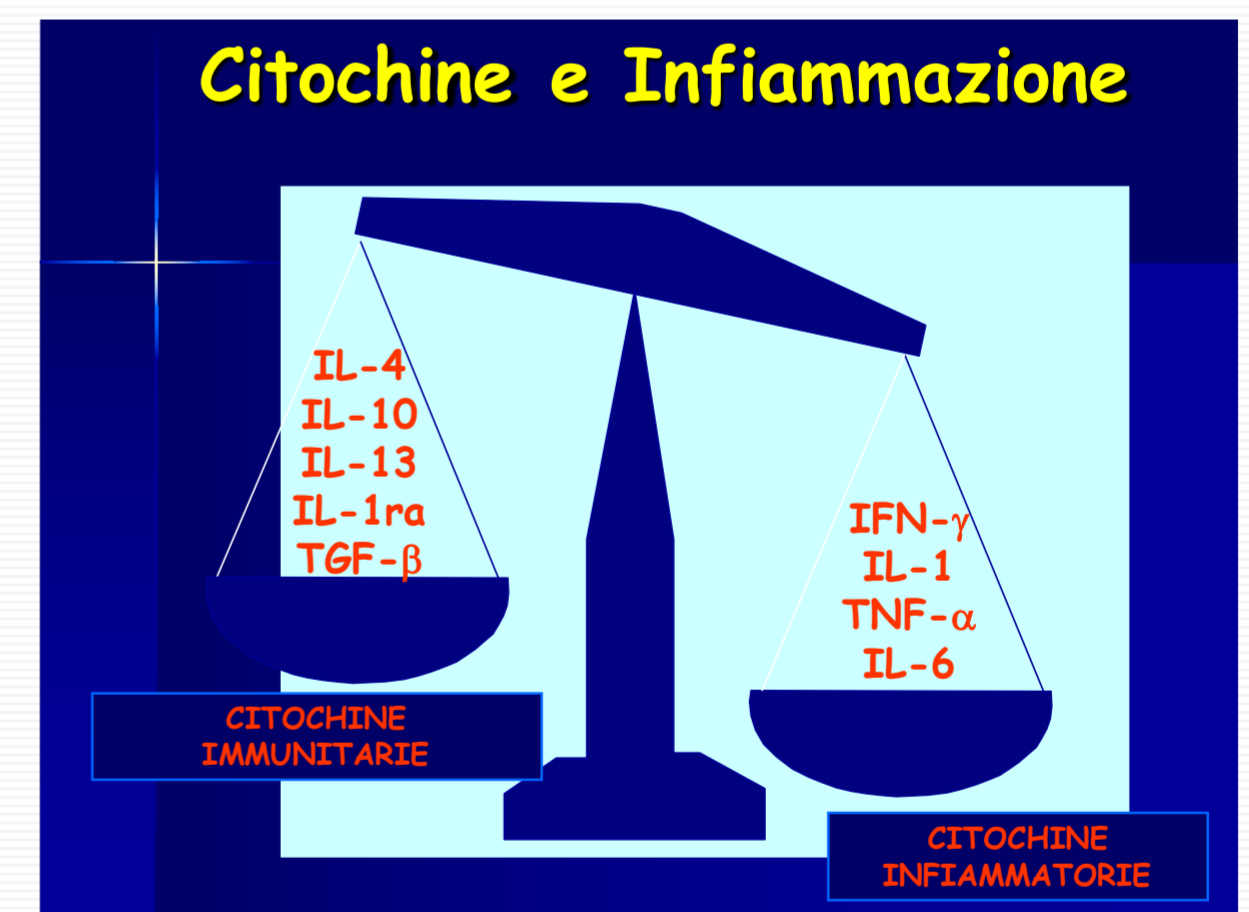 Citochine e Infiammazione
IL-4
IL-10
IL-13
IL-1ra
TGF-β
IFN-γ
IL-1
TNF-α
IL-6
CITOCHINE
IMMUNITARIE
CITOCHINE
INFIAMMATORIE